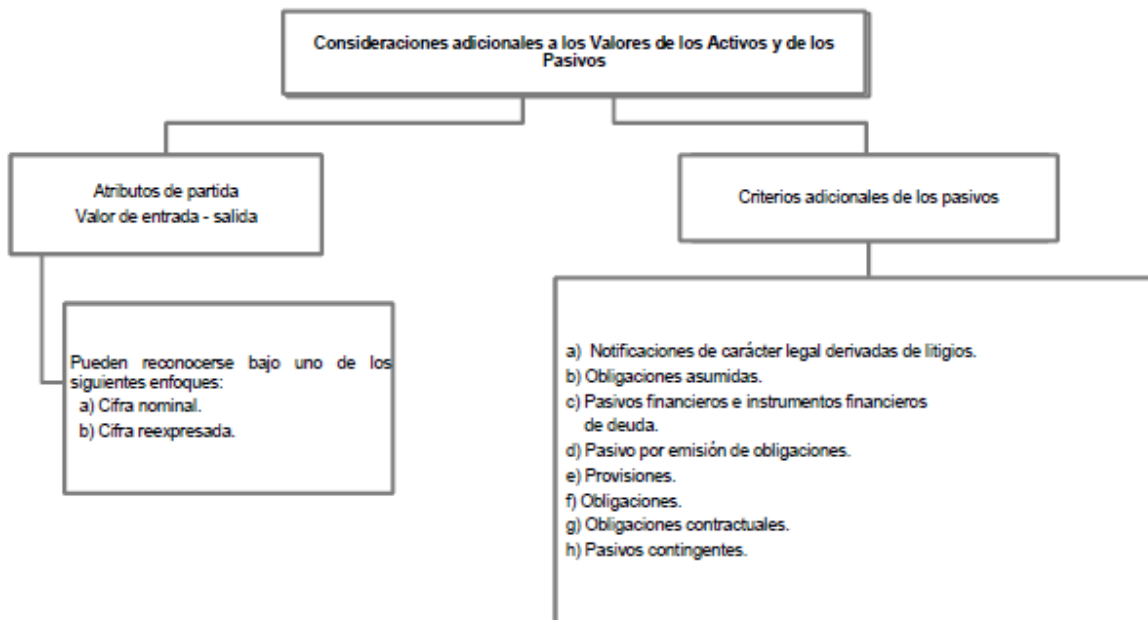 Consideraciones adicionales a los Valores de los Activos y de los
Pasivos
Atributos de partida
Valor de entrada - salida
Criterios adicionales de los pasivos
Pueden reconocerse bajo uno de los
siguientes enfoques:
a) Cifra nominal.
b) Cifra reexpresada.
a) Notificaciones de carácter legal derivadas de litigios.
b) Obligaciones asumidas.
c) Pasivos financieros e instrumentos financieros
de deuda.
d) Pasivo por emisión de obligaciones.
e) Provisiones.
f) Obligaciones.
g) Obligaciones contractuales.
h) Pasivos contingentes.